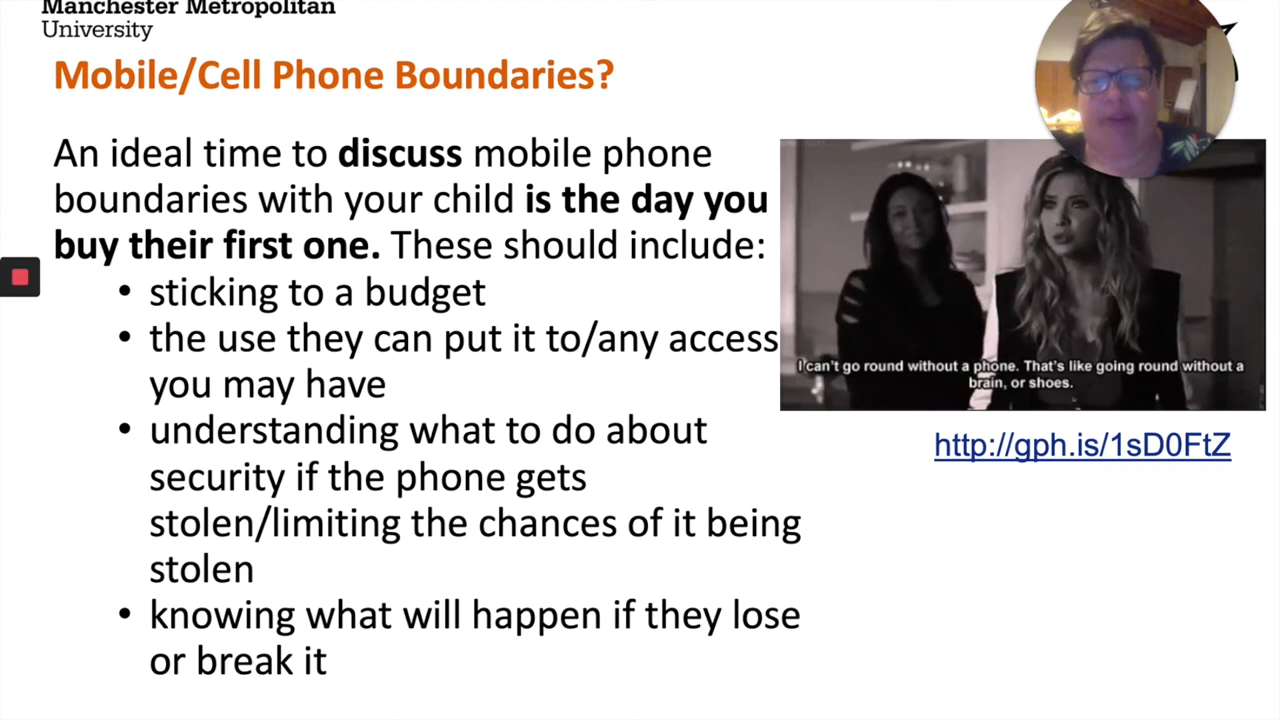 Manchester Metropolitan
University
Mobile/Cell Phone Boundaries?
An ideal time to discuss mobile phone
boundaries with your child is the day you
buy their first one. These should include:
• sticking to a budget
• the use they can put it to/any access
you may have
• understanding what to do about
security if the phone gets
stolen/limiting the chances of it being
stolen
• knowing what will happen if they lose
or break it
I can't go round without a phone. That's like going round without a
brain, or shoes.
http://gph.is/1sD0FtZ